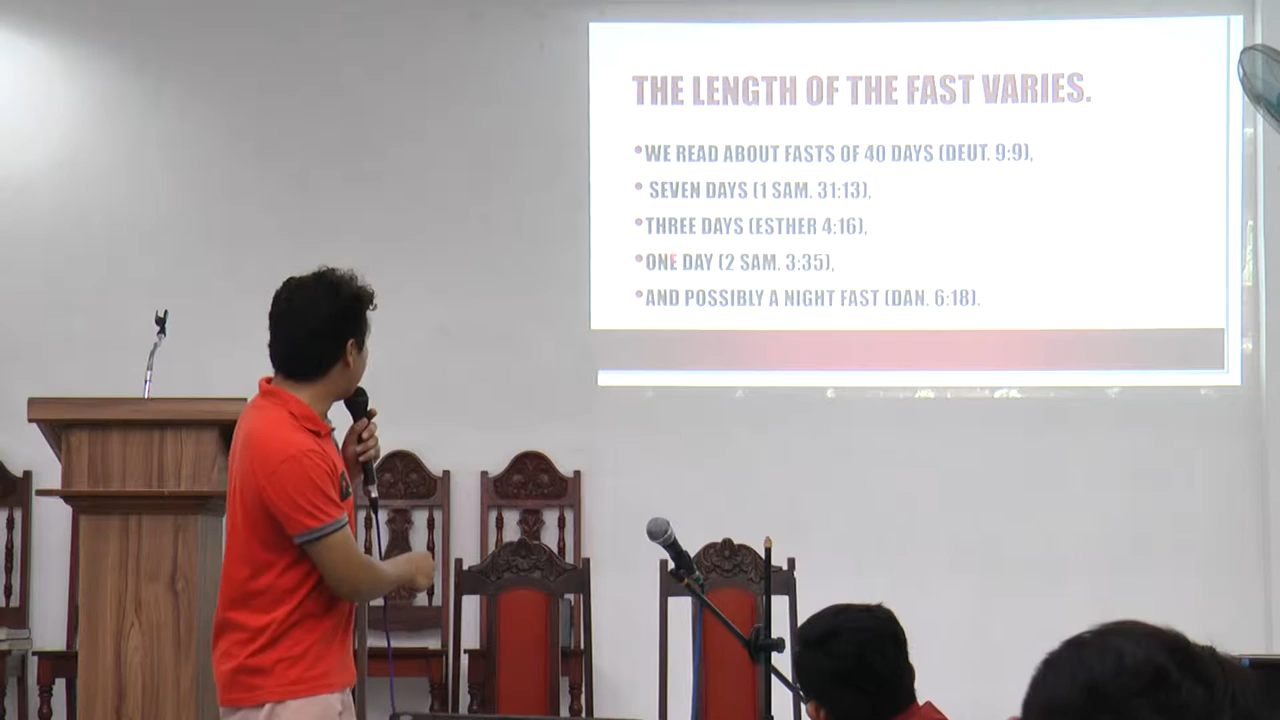 THE LENGTH OF THE FAST VARIES.
•WE READ ABOUT FASTS OF 40 DAYS (DEUT. 9:9),
• SEVEN DAYS (1 SAM. 31:13),
•THREE DAYS (ESTHER 4:16),
•ONE DAY (2 SAM. 3:35),
•AND POSSIBLY A NIGHT FAST (DAN. 6:18).